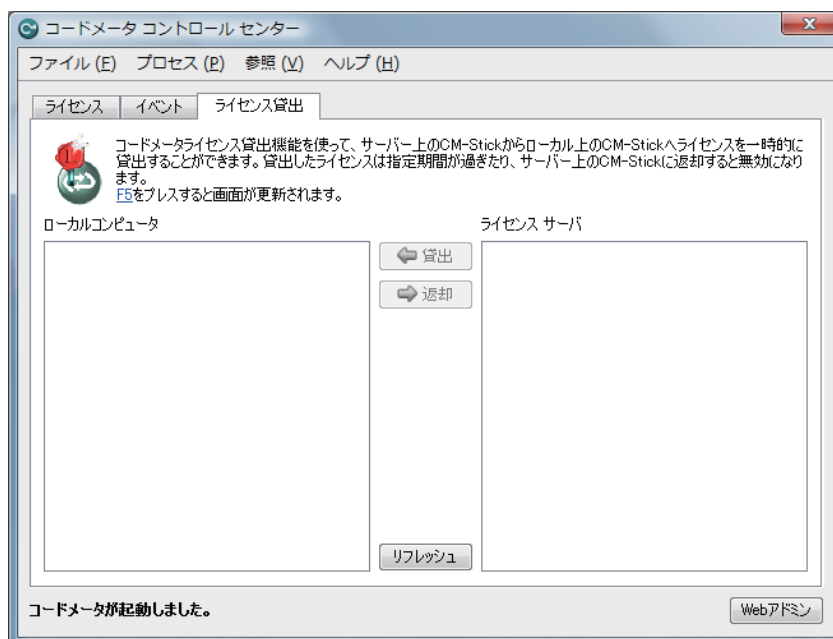 コードメータ コントロール センター
ファイル (F) プロセス (P) 参照 (V) ヘルプ (H)
ライセンス イベント ライセンス貸出
コードメータライセンス貸出機能を使って、サーバー上のCM-Stickからローカル上のCM-Stickへライセンスを一時的に
貸出することができます。貸出したライセンスは指定期間が過ぎたり、サーバー上のCM-Stickに返却すると無効になり
ます。
F5をプレスすると画面が更新されます。
ローカルコンピュータ ライセンス サーバ
貸出
返却
リフレッシュ
コードメータが起動しました。 Webアドミン